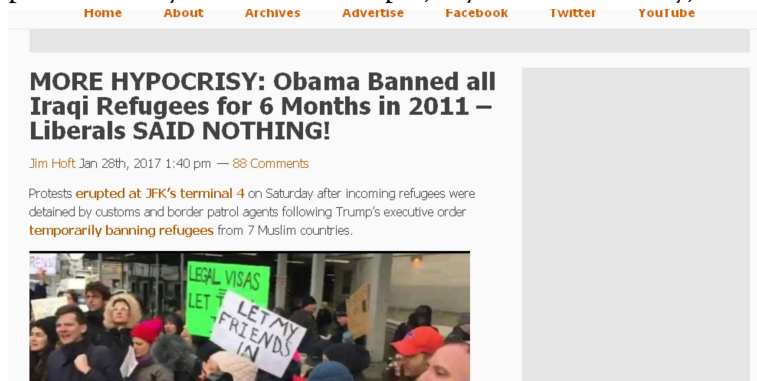 Home About Archives Advertise Facebook Twitter YouTube
MORE HYPOCRISY: Obama Banned all
Iraqi Refugees for 6 Months in 2011 –
Liberals SAID NOTHING!
Jim Hoft Jan 28th, 2017 1:40 pm — 88 Comments
Protests erupted at JFK's terminal 4 on Saturday after incoming refugees were
detained by customs and border patrol agents following Trump's executive order
temporarily banning refugees from 7 Muslim countries.
LEGAL VISAS
LET
LET MY
FRIENDS
IN